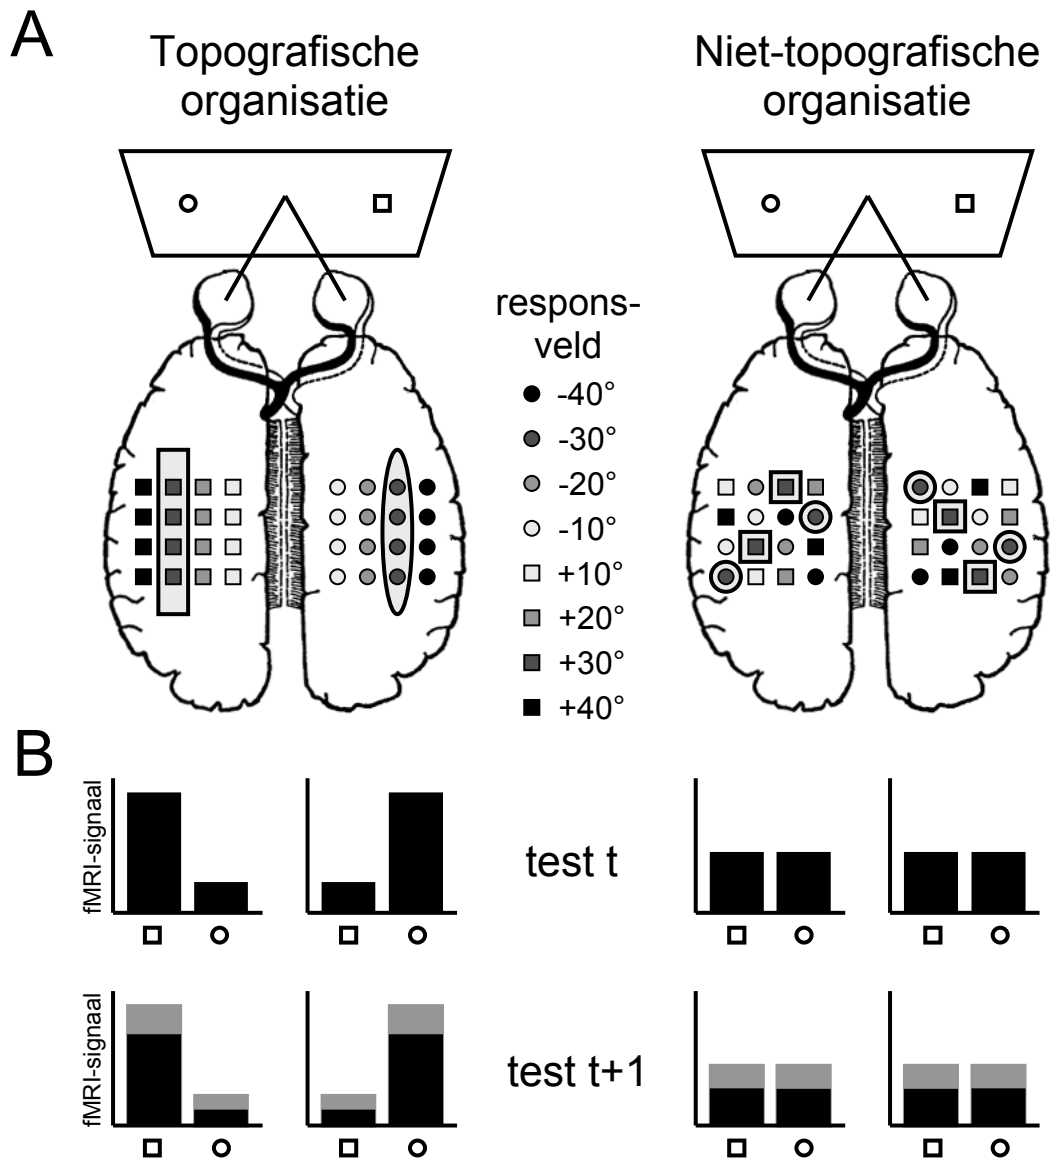 A
Topografische
organisatie
Niet-topografische
organisatie
respons-
veld
-40°
-30°
-20°
-10°
+10°
+20°
+30°
+40°
B
fMRI-signaal
test t
fMRI-signaal
test t+1